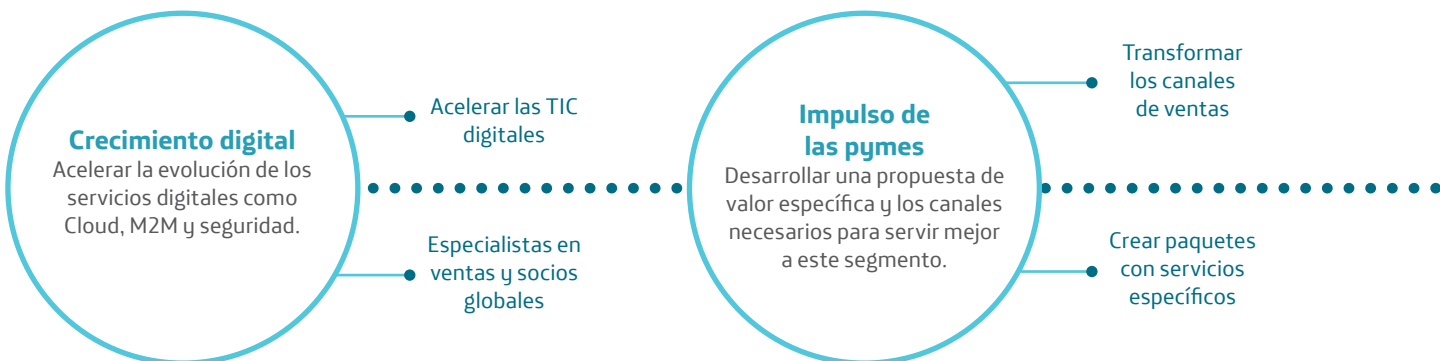 Crecimiento digital
Acelerar la evolución de los
servicios digitales como
Cloud, M2M y seguridad.
Acelerar las TIC
digitales
Especialistas en
ventas y socios
globales
Impulso de
las pymes
Desarrollar una propuesta de
valor específica y los canales
necesarios para servir mejor
a este segmento.
Transformar
los canales
de ventas
Crear paquetes
con servicios
específicos